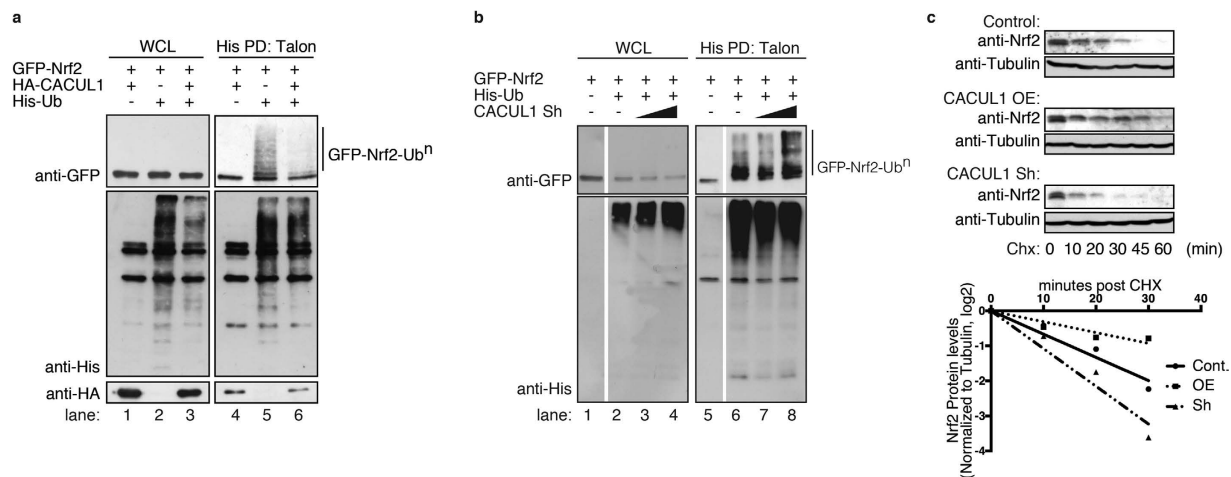 a
WCL His PD: Talon
GFP-Nrf2 + + + + + +
HA-CACUL1 + - + + - +
His-Ub - + + - + +
GFP-Nrf2-Ubⁿ
anti-GFP
anti-His
anti-HA
lane: 1 2 3 4 5 6
b
WCL His PD: Talon
GFP-Nrf2 + + + + + + + +
His-Ub - + + + - + + +
CACUL1 Sh - - - -
GFP-Nrf2-Ubⁿ
anti-GFP
anti-His
lane: 1 2 3 4 5 6 7 8
c
Control:
anti-Nrf2
anti-Tubulin
CACUL1 OE:
anti-Nrf2
anti-Tubulin
CACUL1 Sh:
anti-Nrf2
anti-Tubulin
Chx: 0 10 20 30 45 60 (min)
minutes post CHX
0 10 20 30 40
0
-1
-2
-3
-4
Nrf2 Protein levels
(Normalized to Tubulin, log2)
Cont.
OE
Sh